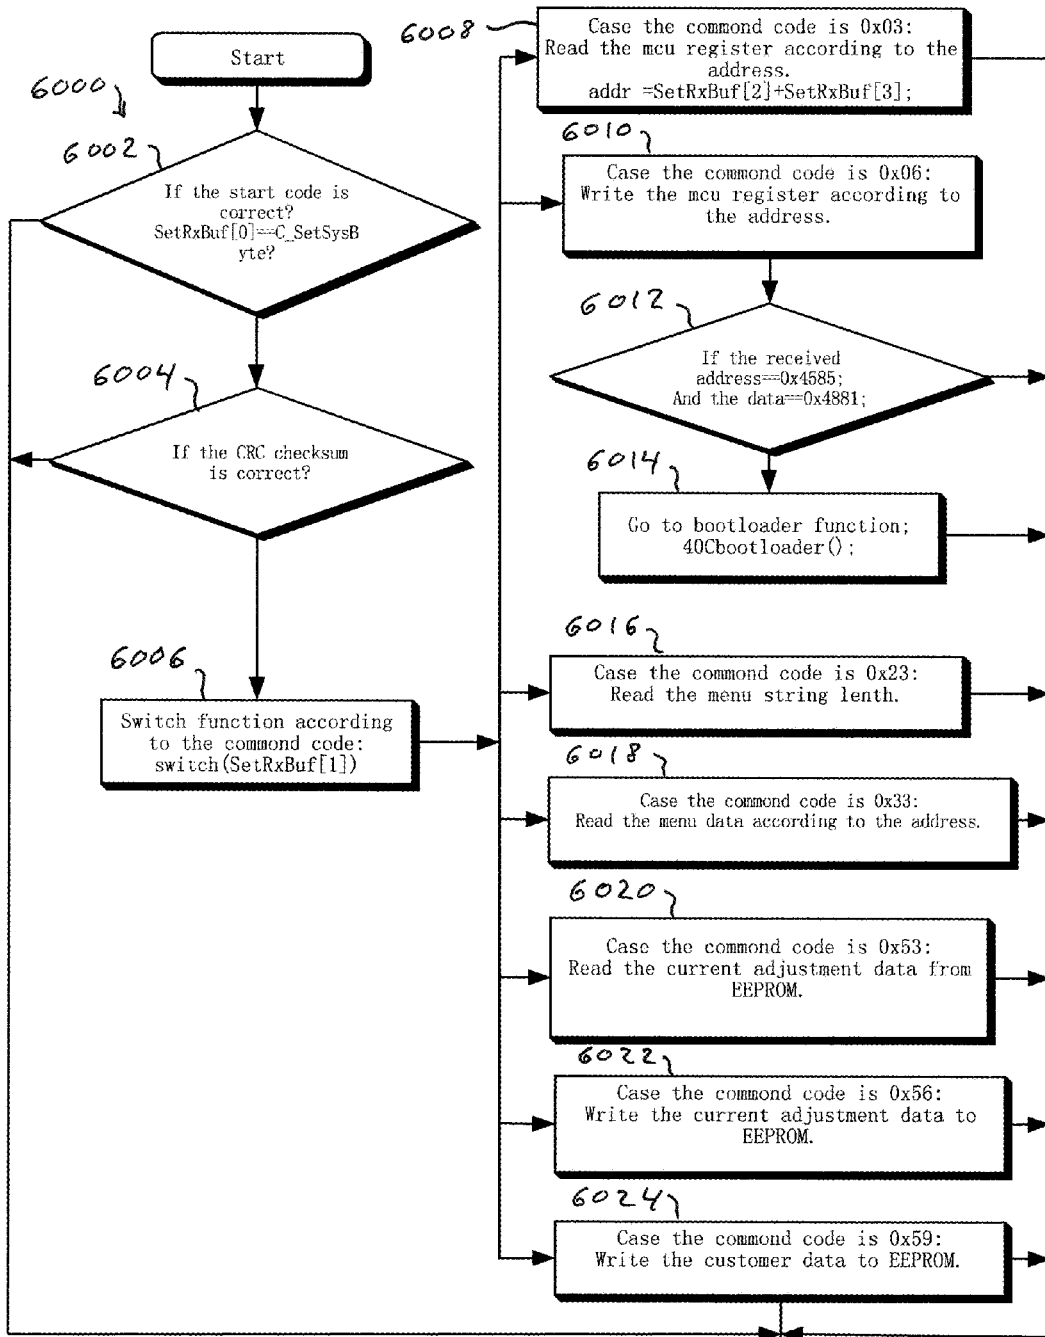 Start
6000
6002
If the start code is
correct?
SetRxBuf[0]==C_SetSysB
yte?
6004
If the CRC checksum
is correct?
6006
Switch function according
to the commond code:
switch(SetRxBuf[1])
6008
Case the commond code is 0x03:
Read the mcu register according to the
address.
addr =SetRxBuf[2]+SetRxBuf[3];
6010
Case the commond code is 0x06:
Write the mcu register according to
the address.
6012
If the received
address==0x4585;
And the data==0x4881;
6014
Go to bootloader function;
40Cbootloader();
6016
Case the commond code is 0x23:
Read the menu string lenth.
6018
Case the commond code is 0x33:
Read the menu data according to the address.
6020
Case the commond code is 0x53:
Read the current adjustment data from
EEPROM.
6022
Case the commond code is 0x56:
Write the current adjustment data to
EEPROM.
6024
Case the commond code is 0x59:
Write the customer data to EEPROM.